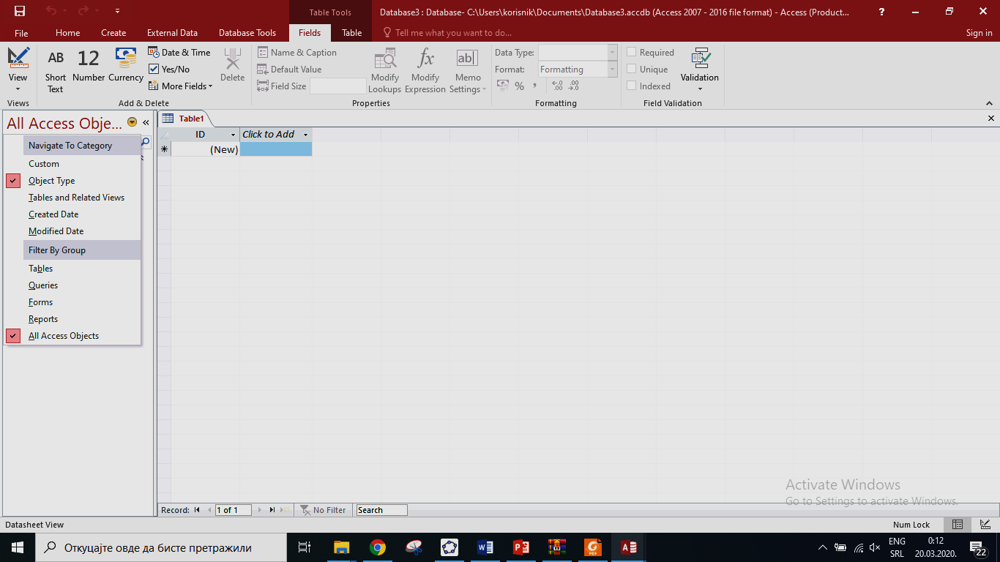 Table Tools
Database3 : Database- C:\Users\korisnik\Documents\Database3.accdb (Access 2007 - 2016 file format) - Access (Product...
?
File Home Create External Data Database Tools Fields Table Tell me what you want to do... Sign in
View
Views
AB
Short Text
12
Number
Currency
Date & Time
Yes/No
More Fields
Delete
Add & Delete
Name & Caption
Default Value
Field Size
Modify Lookups
fx
Modify Expression
ab|
Memo Settings
Properties
Data Type:
Format: Formatting
% , .00 .00
Formatting
Required
Unique
Indexed
Validation
Field Validation
All Access Obje... «
Navigate To Category
Custom
Object Type
Tables and Related Views
Created Date
Modified Date
Filter By Group
Tables
Queries
Forms
Reports
All Access Objects
Table1
ID Click to Add
* (New)
Activate Windows
Go to Settings to activate Windows.
Record: 1 of 1 No Filter Search
Datasheet View Num Lock
Откуцајте овде да бисте претражили
ENG
SRL
0:12
20.03.2020.
22